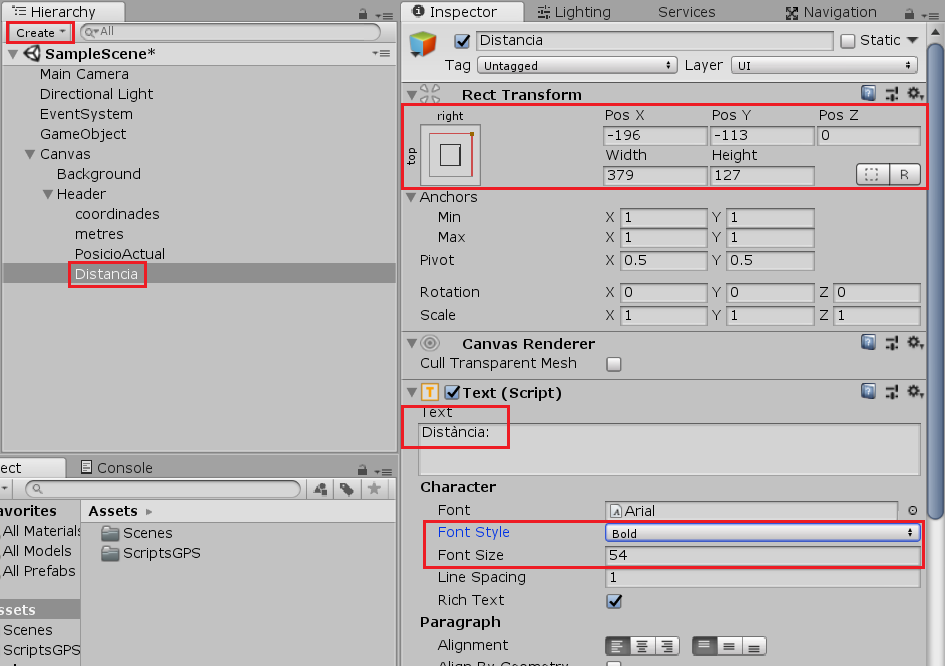 Hierarchy
Create
All
SampleScene*
Main Camera
Directional Light
EventSystem
GameObject
Canvas
Background
Header
coordinades
metres
PosicioActual
Distancia
ect
Console
avorites
All Materials
All Models
All Prefabs
ssets
Scenes
ScriptsGPS
Assets
Scenes
ScriptsGPS
Inspector Lighting Services Navigation
Distancia Static
Tag Untagged Layer UI
Rect Transform
right
top
Pos X Pos Y Pos Z
-196 -113 0
Width Height
379 127
R
Anchors
Min X 1 Y 1
Max X 1 Y 1
Pivot X 0.5 Y 0.5
Rotation X 0 Y 0 Z 0
Scale X 1 Y 1 Z 1
Canvas Renderer
Cull Transparent Mesh
T Text (Script)
Text
Distància:
Character
Font Arial
Font Style Bold
Font Size 54
Line Spacing 1
Rich Text
Paragraph
Alignment
Align By Geometry